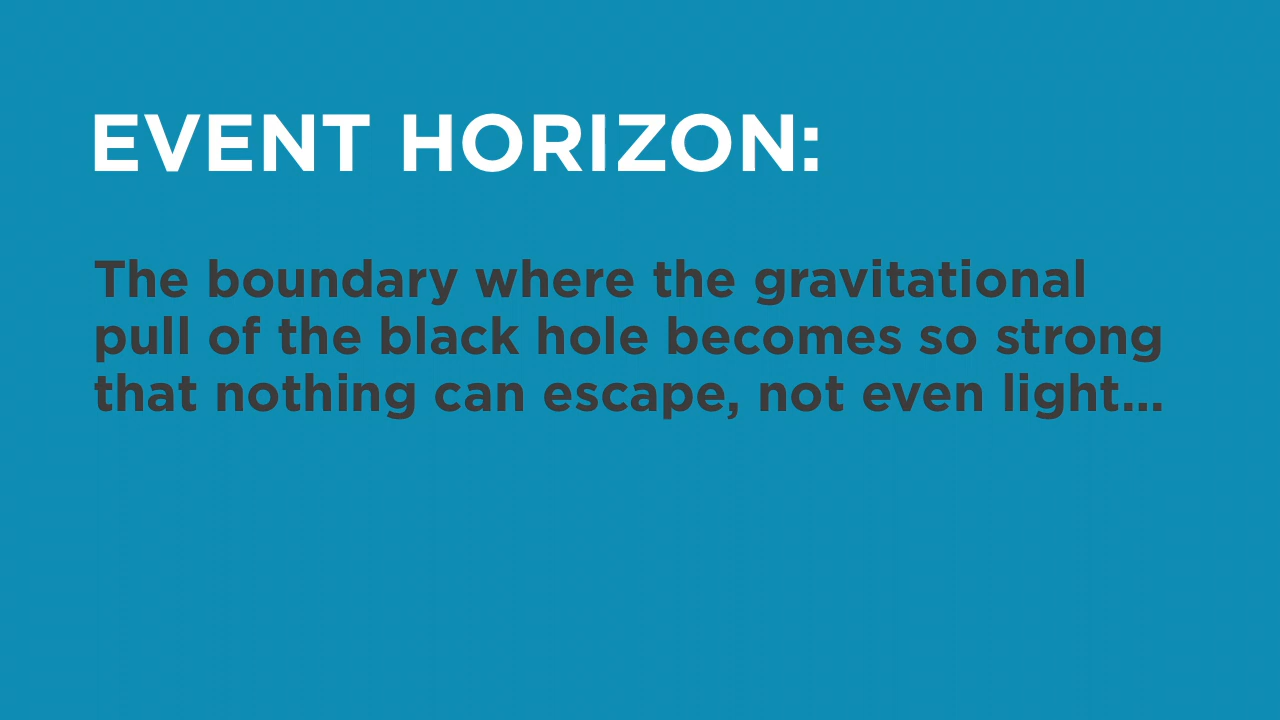 EVENT HORIZON:
The boundary where the gravitational
pull of the black hole becomes so strong
that nothing can escape, not even light...